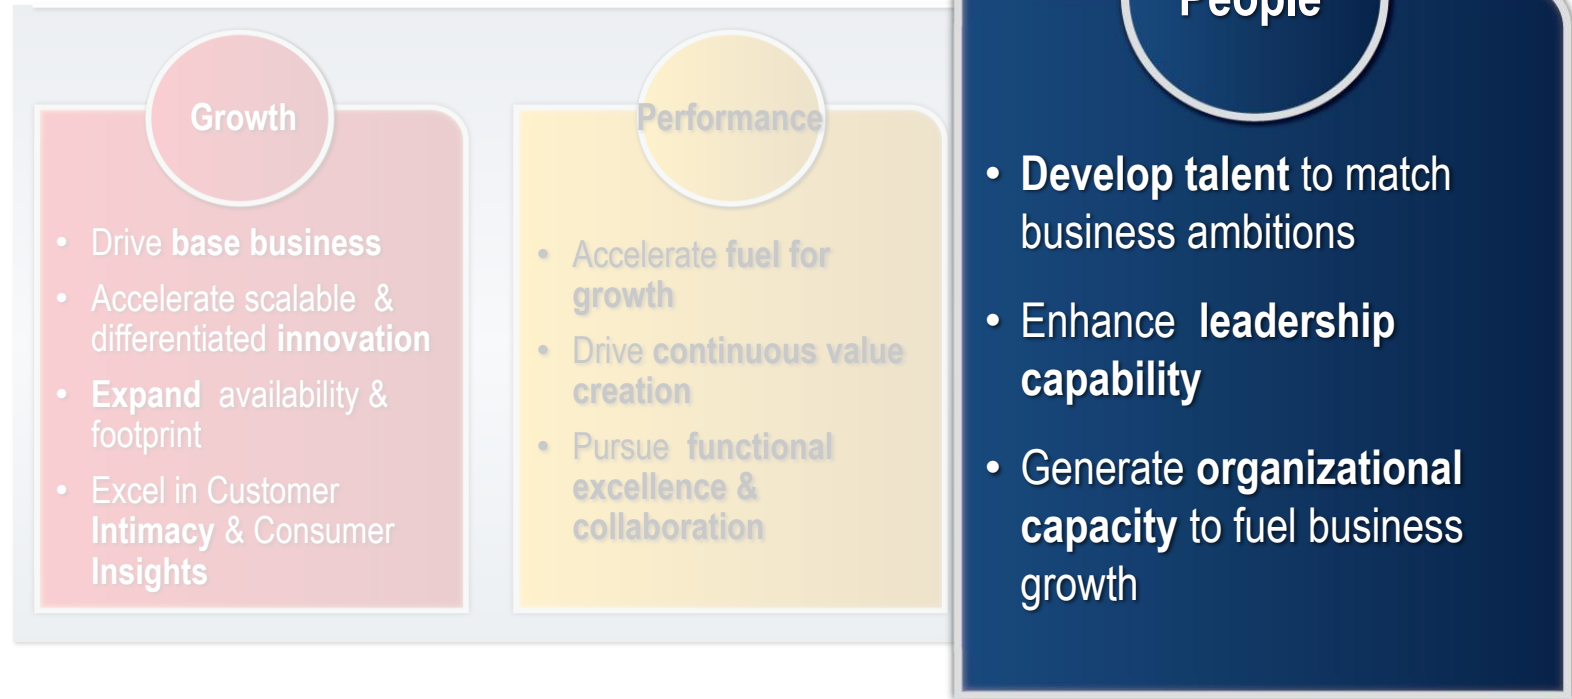 Growth
Drive base business
Accelerate scalable & 
differentiated innovation
Expand availability &
footprint
Excel in Customer
Intimacy & Consumer
Insights
Performance
Accelerate fuel for
growth
Drive continuous value
creation
Pursue functional
excellence &
collaboration
People
Develop talent to match
business ambitions
Enhance leadership
capability
Generate organizational
capacity to fuel business
growth